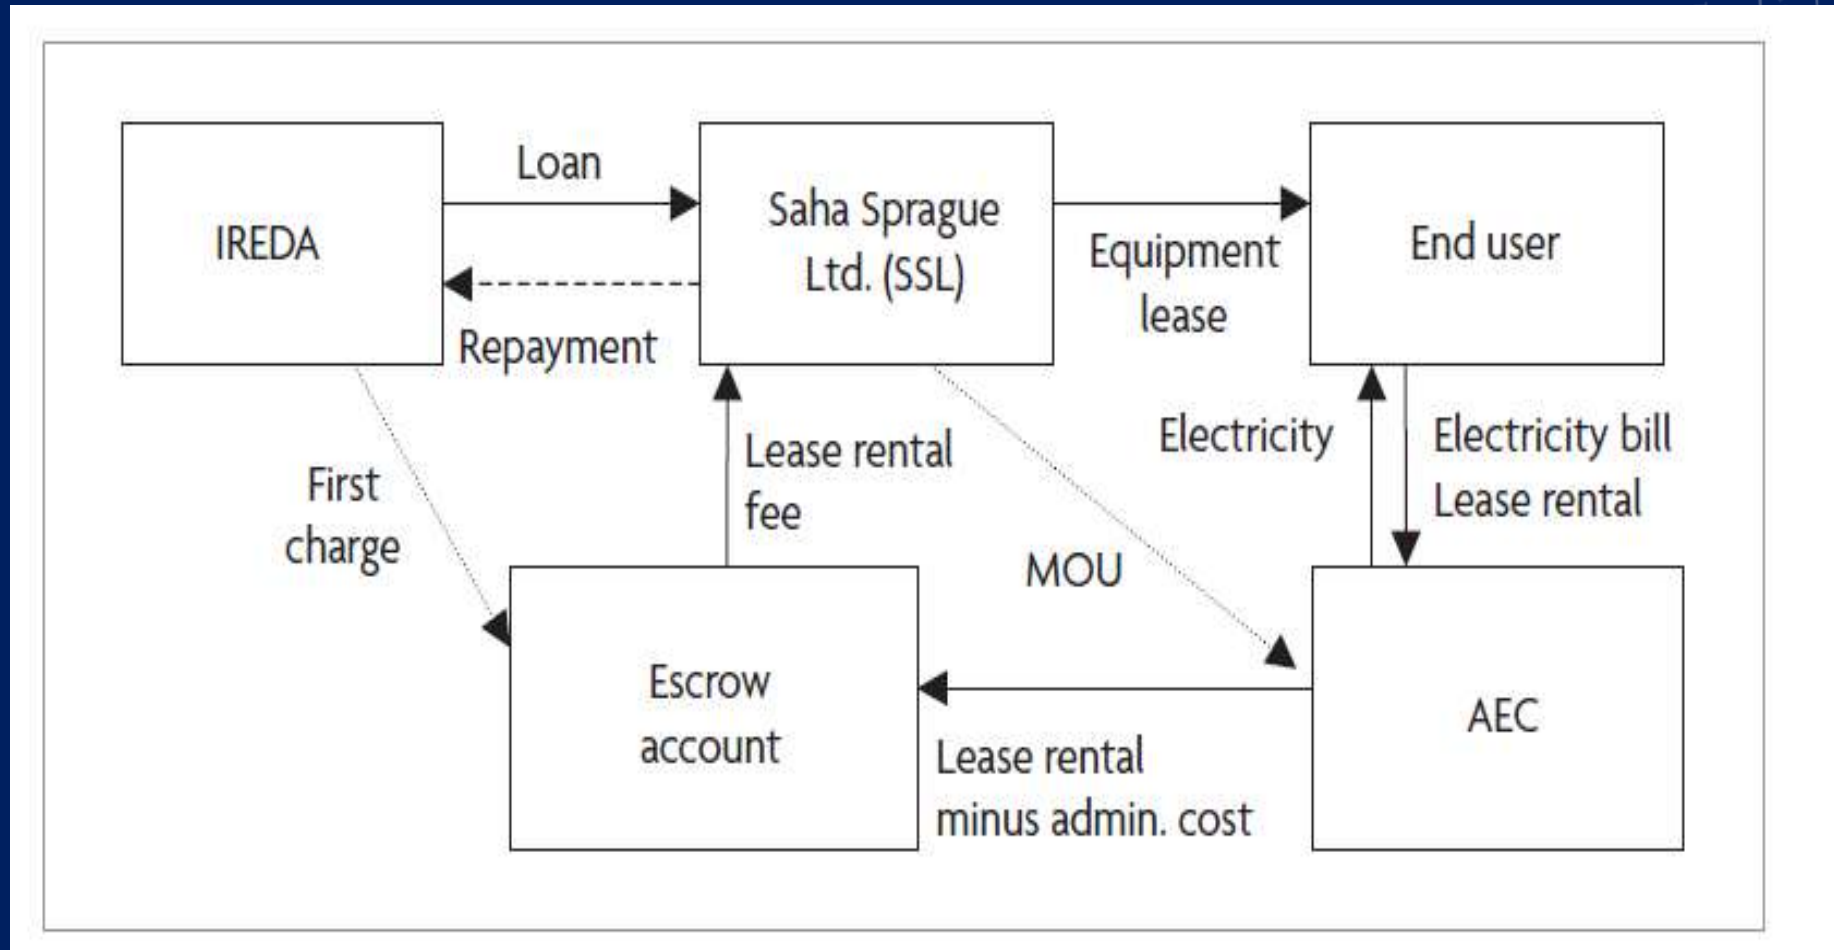 Loan
IREDA
Saha Sprague
Ltd. (SSL)
Equipment
lease
End user
Repayment
First
charge
Lease rental
fee
MOU
Electricity
Electricity bill
Lease rental
Escrow
account
Lease rental
minus admin. cost
AEC